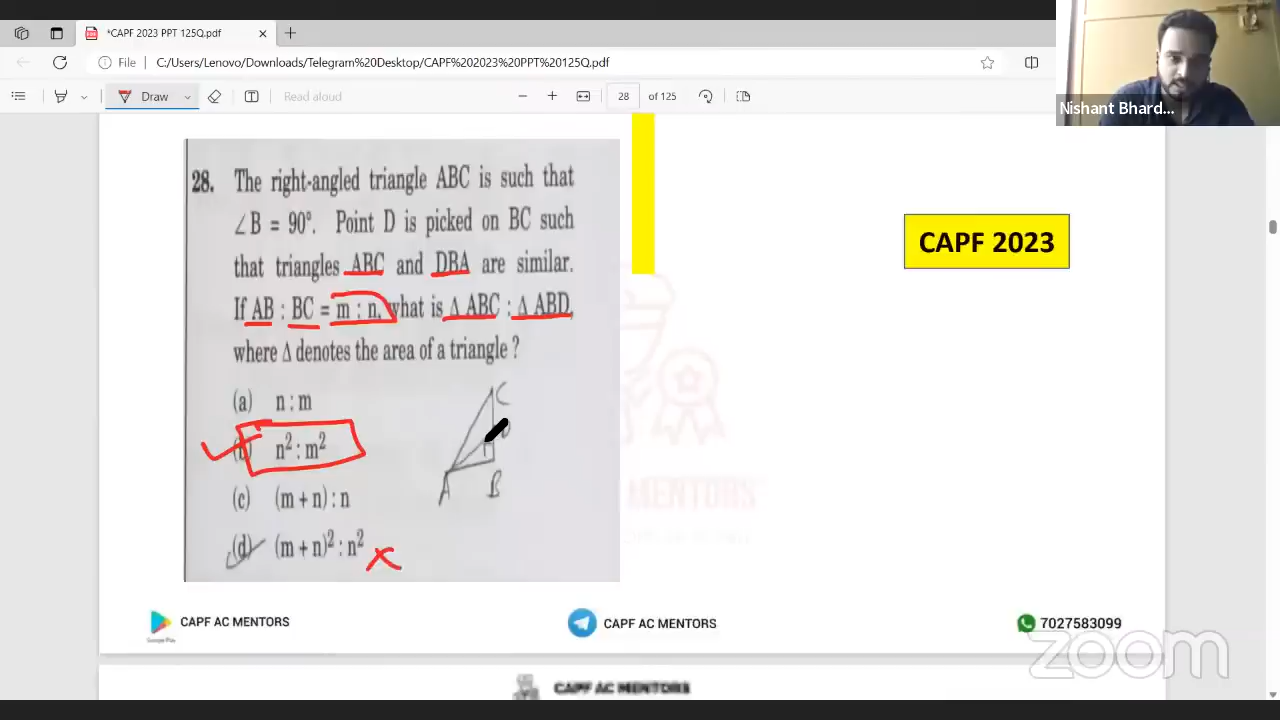 *CAPF 2023 PPT 125Q.pdf
File C:/Users/Lenovo/Downloads/Telegram%20Desktop/CAPF%202023%20PPT%20125Q.pdf
Draw Read aloud 28 of 125
Nishant Bhard...
28. The right-angled triangle ABC is such that
∠B = 90°. Point D is picked on BC such
that triangles ABC and DBA are similar.
If AB : BC = m : n, what is Δ ABC : Δ ABD,
where Δ denotes the area of a triangle ?
(a) n : m
(b) n² : m²
(c) (m + n) : n
(d) (m + n)² : n²
C
A
B
CAPF 2023
MENTORS
CAPF AC MENTORS
Google Play
CAPF AC MENTORS
7027583099
zoom
CAPF AC MENTORS